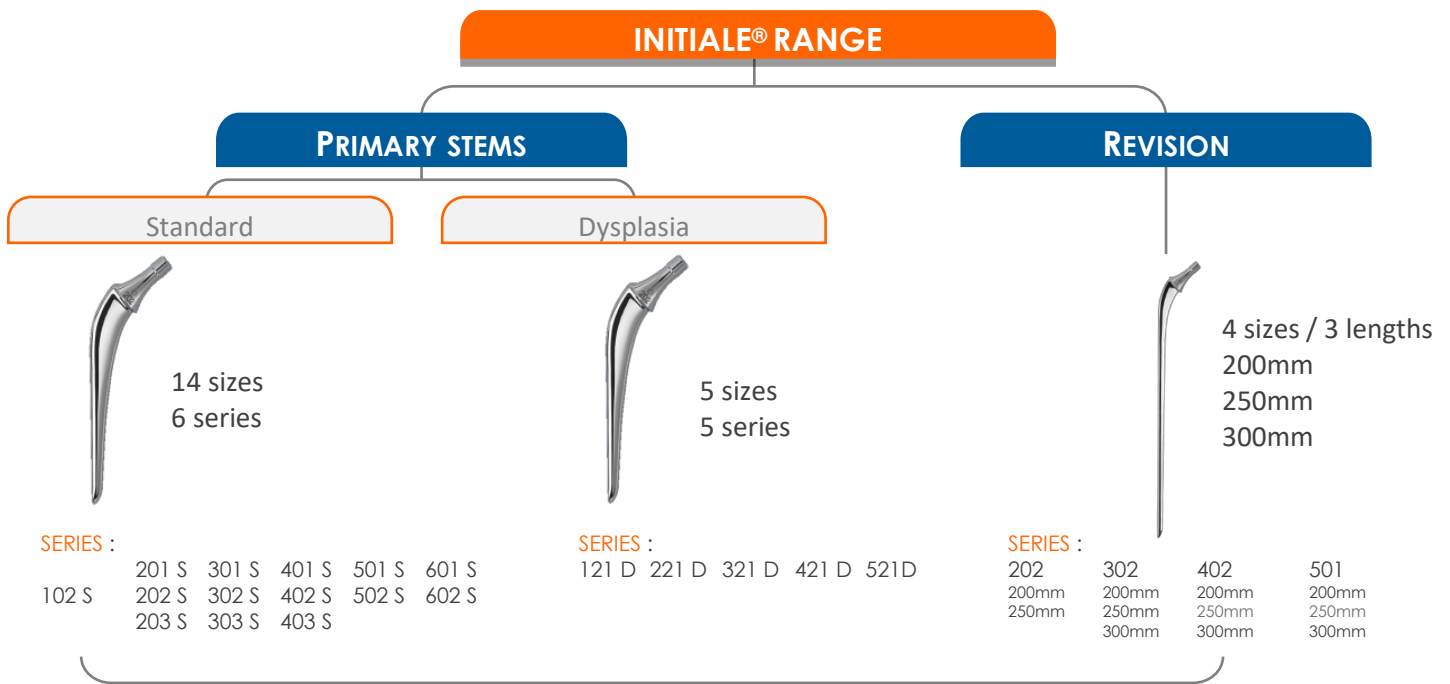 INITIALE® RANGE
PRIMARY STEMS
REVISION
Standard
Dysplasia
14 sizes
6 series
5 sizes
5 series
4 sizes / 3 lengths
200mm
250mm
300mm
SERIES :
201 S 301 S 401 S 501 S 601 S
102 S 202 S 302 S 402 S 502 S 602 S
203 S 303 S 403 S
SERIES :
121 D 221 D 321 D 421 D 521D
SERIES :
202 302 402 501
200mm 200mm 200mm 200mm
250mm 250mm 250mm 250mm
300mm 300mm 300mm